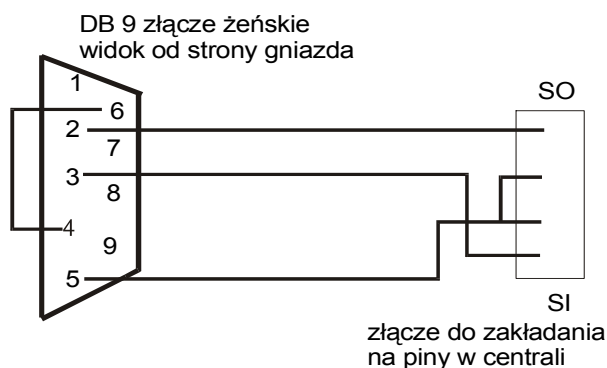 DB 9 złącze żeńskie
widok od strony gniazda
1
6
2
7
3
8
4
9
5
SO
SI
złącze do zakładania
na piny w centrali